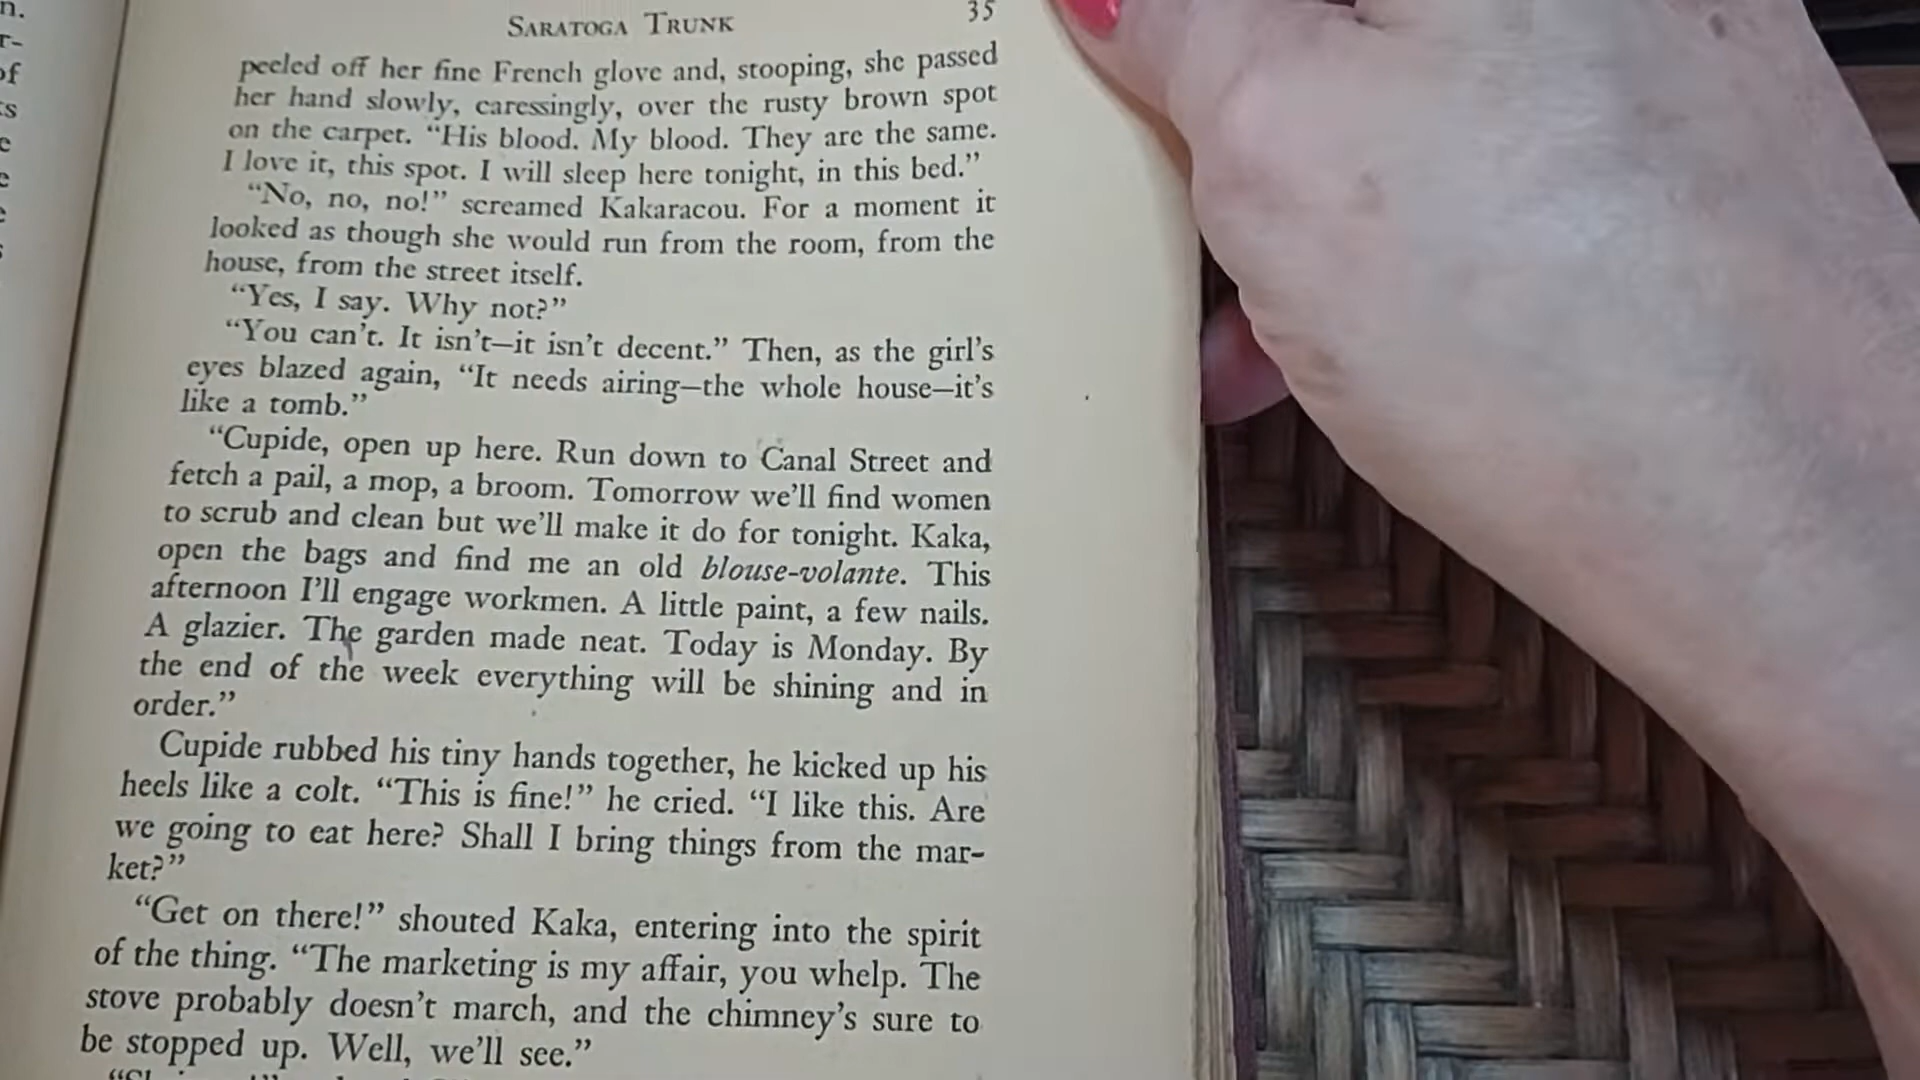 n.
r-
of
ts
e
e
e
s
SARATOGA TRUNK 35
peeled off her fine French glove and, stooping, she passed
her hand slowly, caressingly, over the rusty brown spot
on the carpet. “His blood. My blood. They are the same.
I love it, this spot. I will sleep here tonight, in this bed.”
“No, no, no!” screamed Kakaracou. For a moment it
looked as though she would run from the room, from the
house, from the street itself.
“Yes, I say. Why not?”
“You can’t. It isn’t—it isn’t decent.” Then, as the girl’s
eyes blazed again, “It needs airing—the whole house—it’s
like a tomb.”
“Cupide, open up here. Run down to Canal Street and
fetch a pail, a mop, a broom. Tomorrow we’ll find women
to scrub and clean but we’ll make it do for tonight. Kaka,
open the bags and find me an old blouse-volante. This
afternoon I’ll engage workmen. A little paint, a few nails.
A glazier. The garden made neat. Today is Monday. By
the end of the week everything will be shining and in
order.”
Cupide rubbed his tiny hands together, he kicked up his
heels like a colt. “This is fine!” he cried. “I like this. Are
we going to eat here? Shall I bring things from the mar-
ket?”
“Get on there!” shouted Kaka, entering into the spirit
of the thing. “The marketing is my affair, you whelp. The
stove probably doesn’t march, and the chimney’s sure to
be stopped up. Well, we’ll see.”